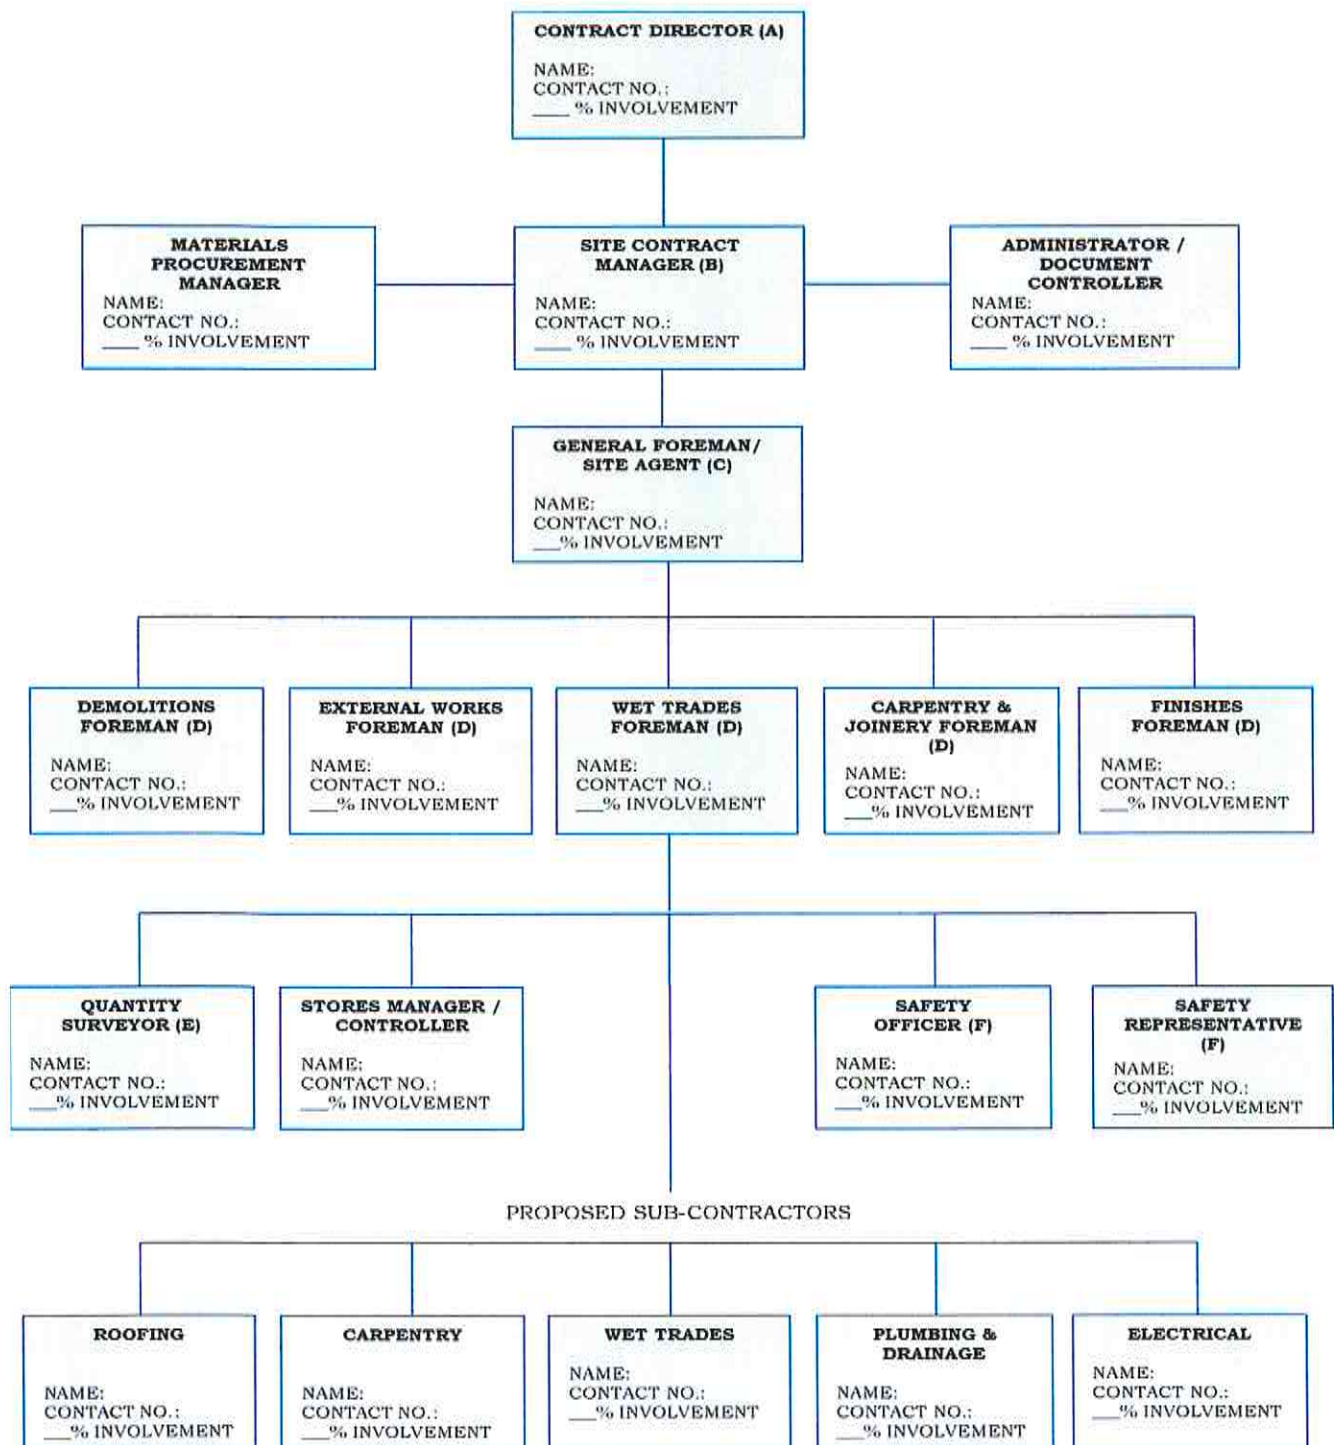 CONTRACT DIRECTOR (A)
NAME:
CONTACT NO.:
___ % INVOLVEMENT
MATERIALS
PROCUREMENT
MANAGER
NAME:
CONTACT NO.:
___ % INVOLVEMENT
SITE CONTRACT
MANAGER (B)
NAME:
CONTACT NO.:
___ % INVOLVEMENT
ADMINISTRATOR /
DOCUMENT
CONTROLLER
NAME:
CONTACT NO.:
___ % INVOLVEMENT
GENERAL FOREMAN/
SITE AGENT (C)
NAME:
CONTACT NO.:
___% INVOLVEMENT
DEMOLITIONS
FOREMAN (D)
NAME:
CONTACT NO.:
___% INVOLVEMENT
EXTERNAL WORKS
FOREMAN (D)
NAME:
CONTACT NO.:
___% INVOLVEMENT
WET TRADES
FOREMAN (D)
NAME:
CONTACT NO.:
___% INVOLVEMENT
CARPENTRY &
JOINERY FOREMAN
(D)
NAME:
CONTACT NO.:
___% INVOLVEMENT
FINISHES
FOREMAN (D)
NAME:
CONTACT NO.:
___% INVOLVEMENT
QUANTITY
SURVEYOR (E)
NAME:
CONTACT NO.:
___% INVOLVEMENT
STORES MANAGER /
CONTROLLER
NAME:
CONTACT NO.:
___% INVOLVEMENT
SAFETY
OFFICER (F)
NAME:
CONTACT NO.:
___% INVOLVEMENT
SAFETY
REPRESENTATIVE
(F)
NAME:
CONTACT NO.:
___% INVOLVEMENT
PROPOSED SUB-CONTRACTORS
ROOFING
NAME:
CONTACT NO.:
___% INVOLVEMENT
CARPENTRY
NAME:
CONTACT NO.:
___% INVOLVEMENT
WET TRADES
NAME:
CONTACT NO.:
___% INVOLVEMENT
PLUMBING &
DRAINAGE
NAME:
CONTACT NO.:
___% INVOLVEMENT
ELECTRICAL
NAME:
CONTACT NO.:
___% INVOLVEMENT